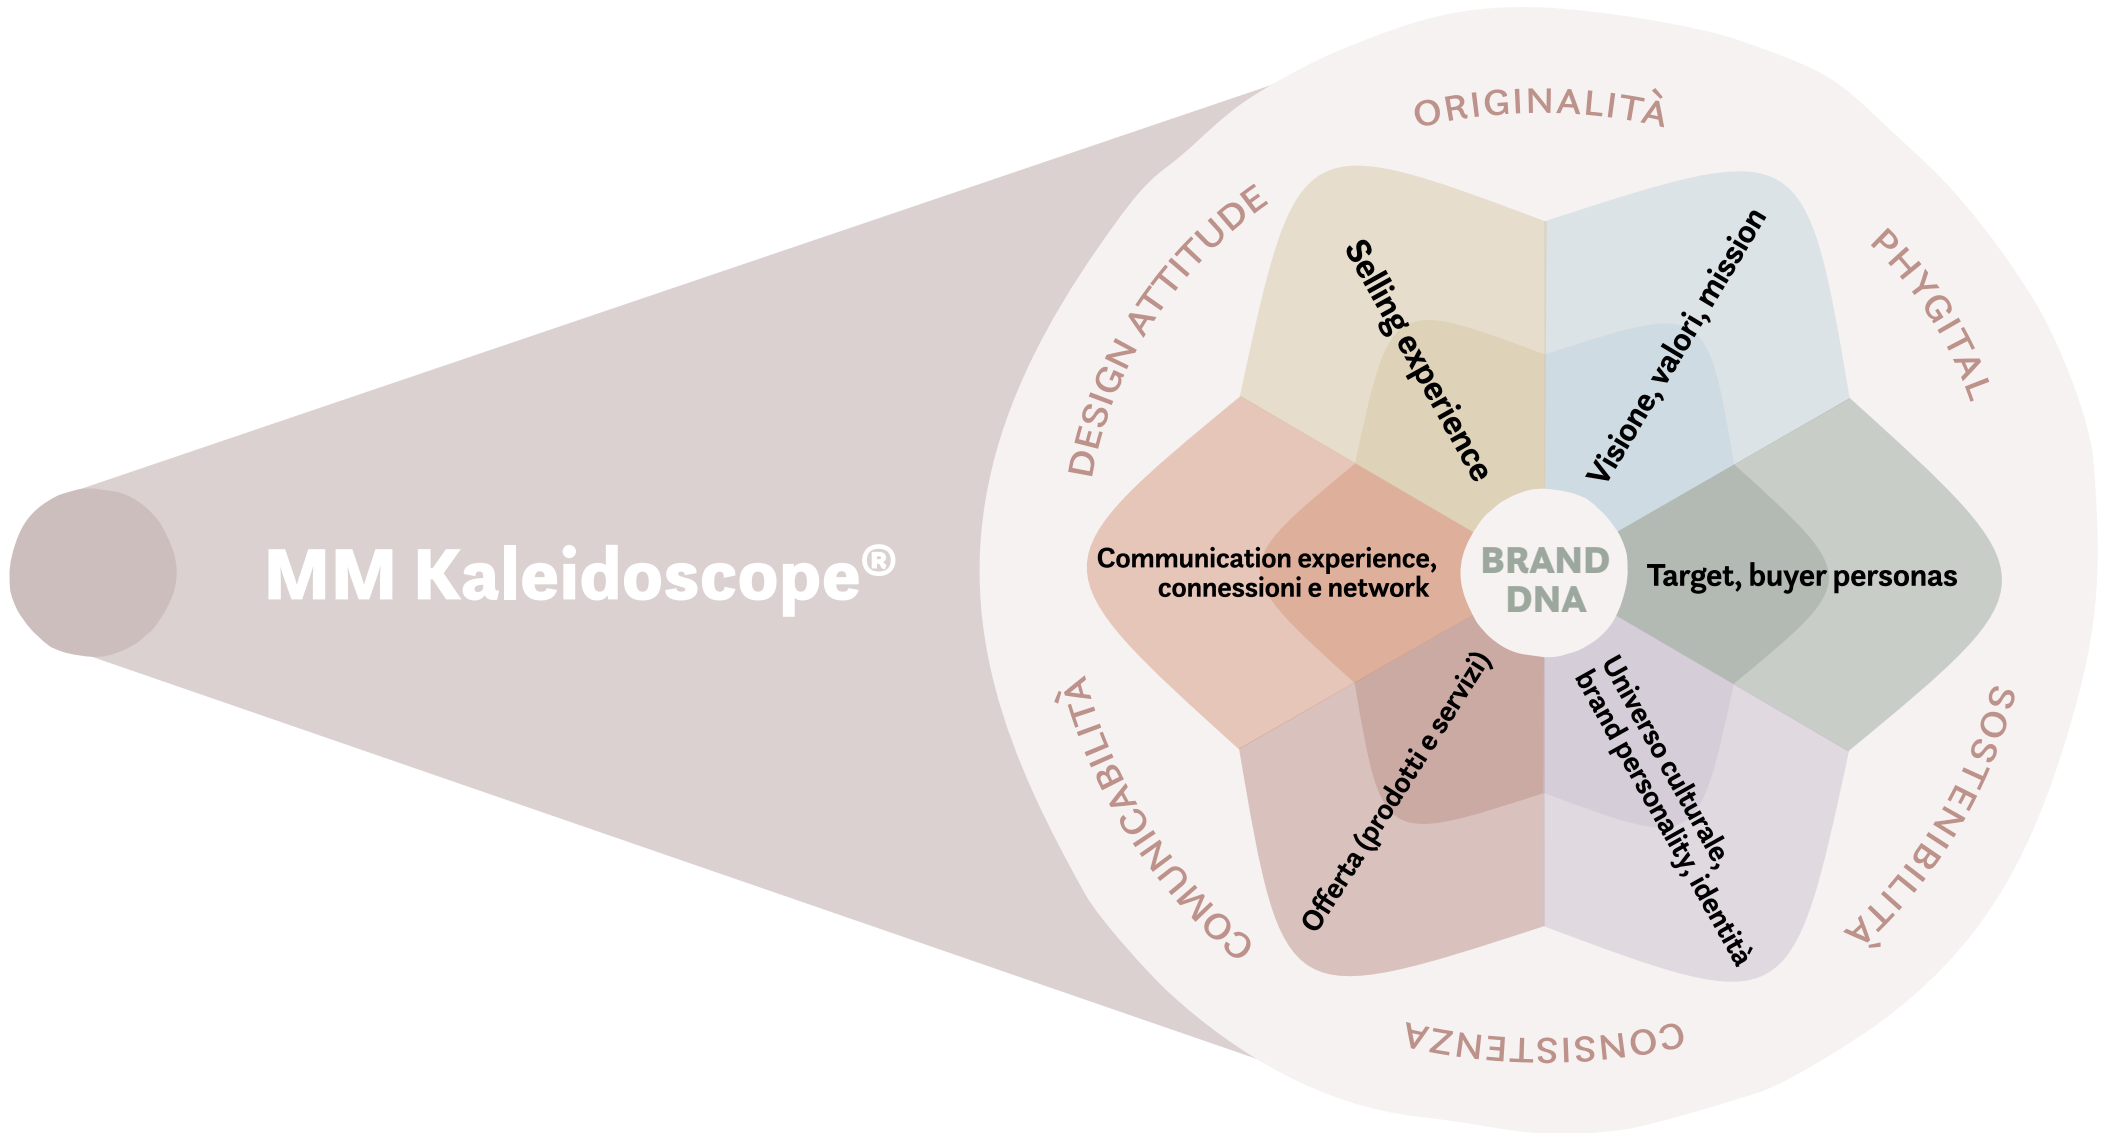 MM Kaleidoscope®
ORIGINALITÀ
PHYGITAL
SOSTENIBILITÀ
CONSISTENZA
COMUNICABILITÀ
DESIGN ATTITUDE
Selling experience
Visione, valori, mission
Target, buyer personas
Universo culturale,
brand personality, identità
Offerta (prodotti e servizi)
Communication experience,
connessioni e network
BRAND
DNA